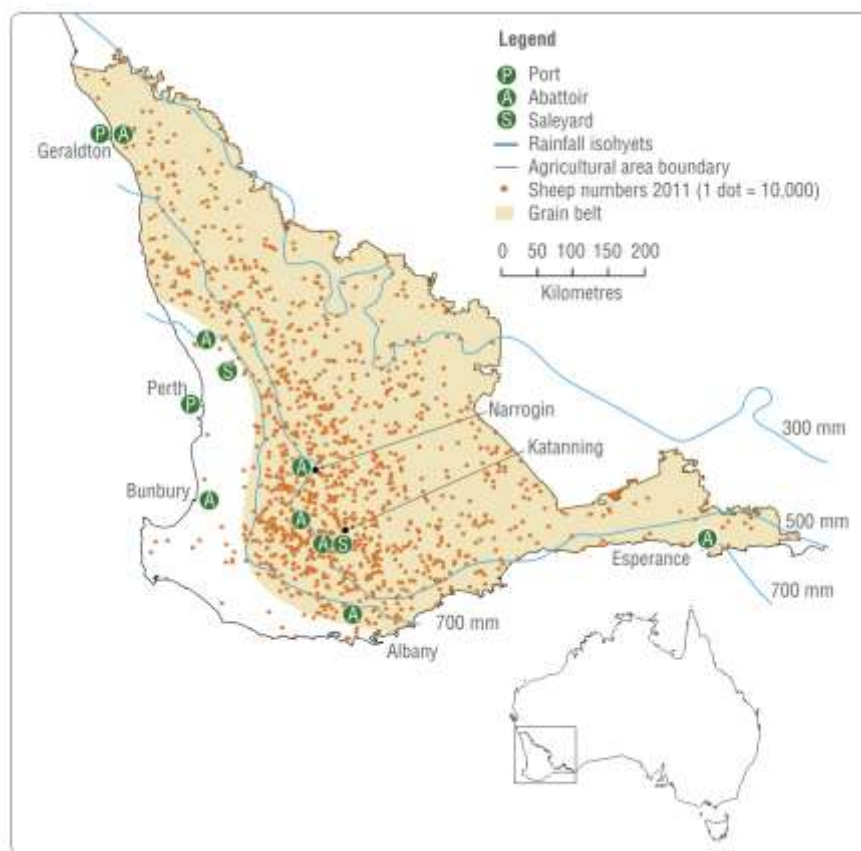 Legend
P Port
A Abattoir
S Saleyard
Rainfall isohyets
Agricultural area boundary
Sheep numbers 2011 (1 dot = 10,000)
Grain belt
0 50 100 150 200
Kilometres
P A
Geraldton
A
S
Perth
P
Narrogin
Katanning
300 mm
A
Bunbury
A
A
A S
500 mm
Esperance
A
700 mm
A
700 mm
Albany